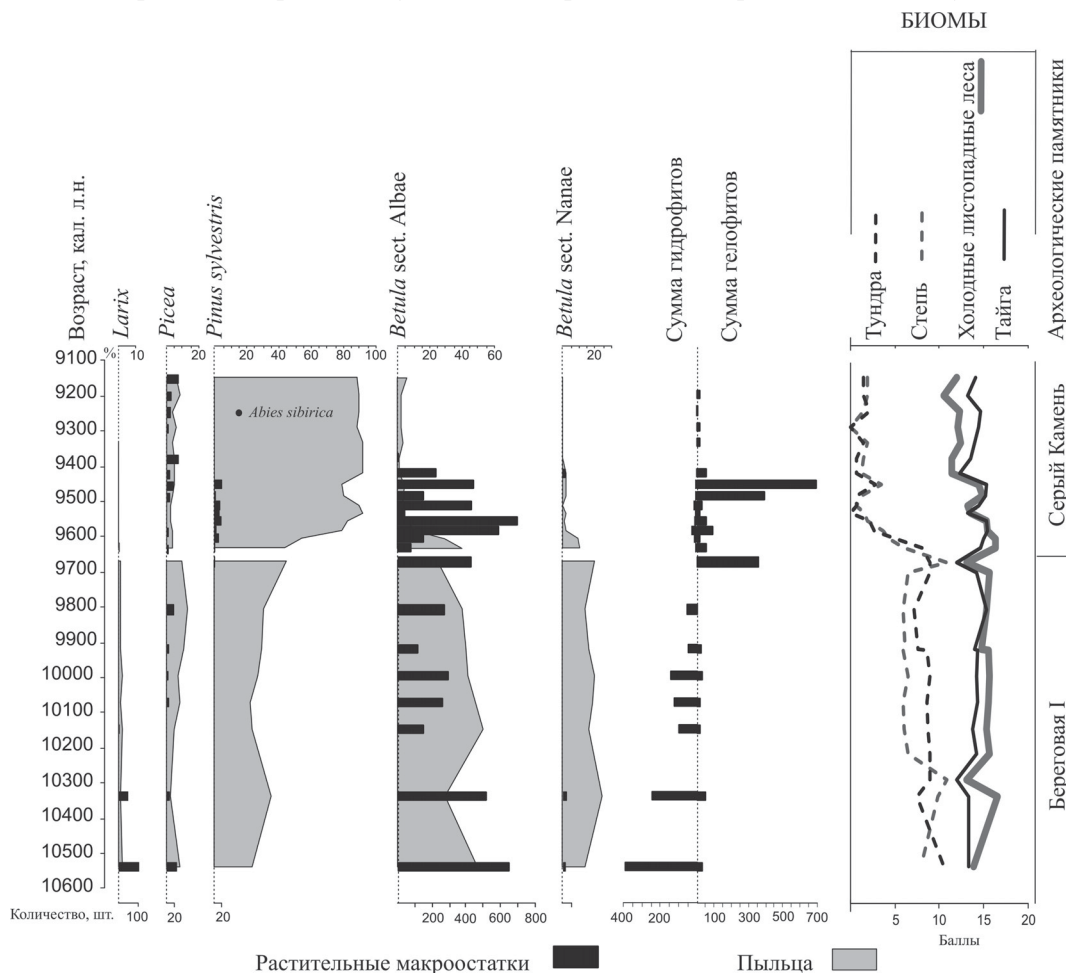 БИОМЫ
Возраст, кал. л.н.
Larix
Picea
Pinus sylvestris
Betula sect. Albae
Betula sect. Nanae
Сумма гидрофитов
Сумма гелофитов
Тундра
Степь
Холодные листопадные леса
Тайга
Археологические памятники
% 10 20 20 40 60 80 100 20 40 60 20
9100
9200
9300
9400
9500
9600
9700
9800
9900
10000
10100
10200
10300
10400
10500
10600
Abies sibirica
Серый Камень
Береговая I
Количество, шт. 100 20 20 200 400 600 800 400 200 100 300 500 700
5 10 15 20
Баллы
Растительные макроостатки
Пыльца